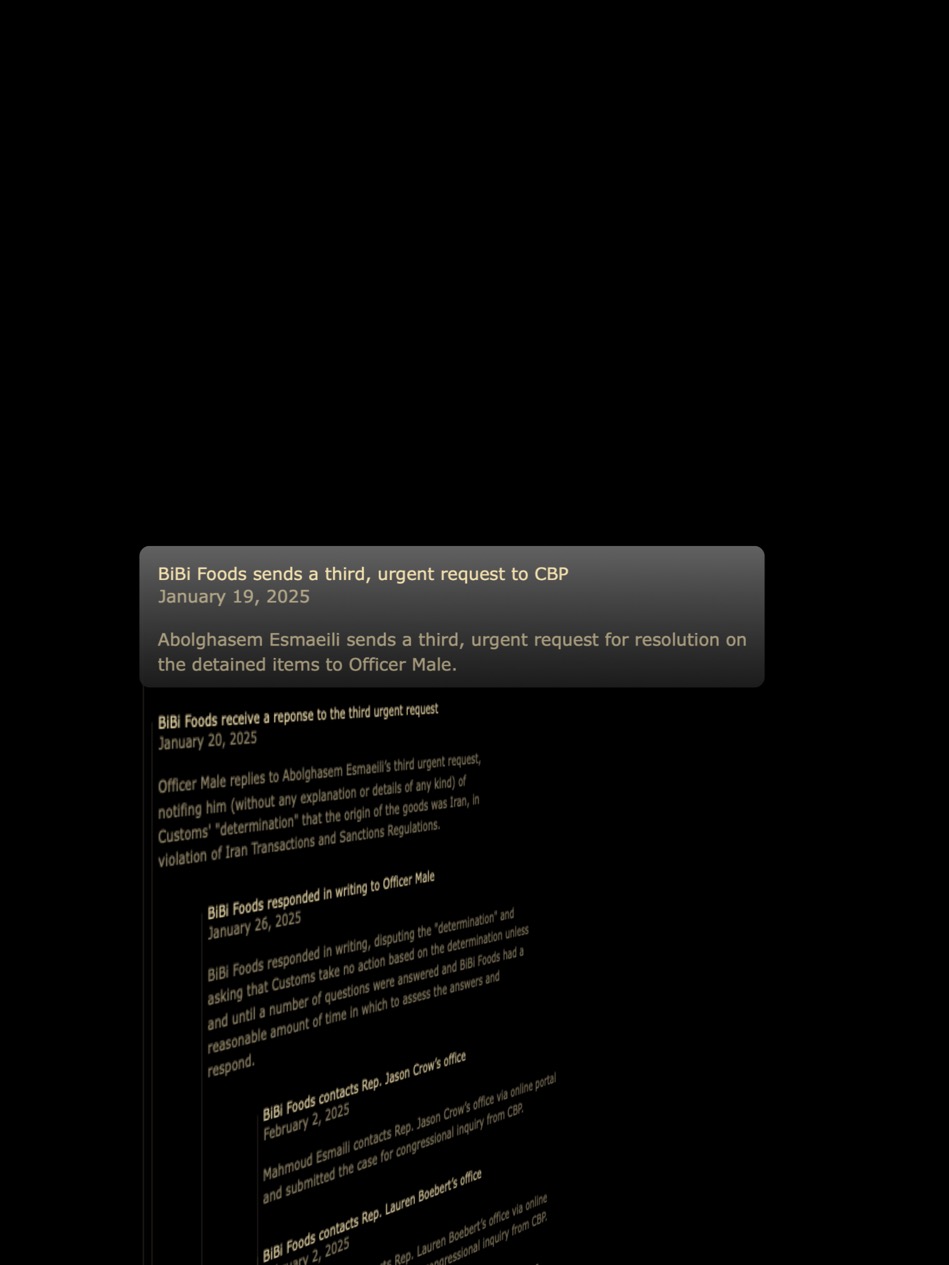 BiBi Foods sends a third, urgent request to CBP
January 19, 2025
Abolghasem Esmaeili sends a third, urgent request for resolution on
the detained items to Officer Male.
BiBi Foods receive a reponse to the third urgent request
January 20, 2025
Officer Male replies to Abolghasem Esmaeili's third urgent request,
notifing him (without any explanation or details of any kind) of
Customs' "determination" that the origin of the goods was Iran, in
violation of Iran Transactions and Sanctions Regulations.
BiBi Foods responded in writing to Officer Male
January 26, 2025
BiBi Foods responded in writing, disputing the "determination" and
asking that Customs take no action based on the determination unless
and until a number of questions were answered and BiBi Foods had a
reasonable amount of time in which to assess the answers and
respond.
BiBi Foods contacts Rep. Jason Crow's office
February 2, 2025
Mahmoud Esmaili contacts Rep. Jason Crow's office via online portal
and submitted the case for congressional inquiry from CBP.
BiBi Foods contacts Rep. Lauren Boebert's office
2, 2025
Rep. Lauren Boebert's office via online
inquiry from CBP.